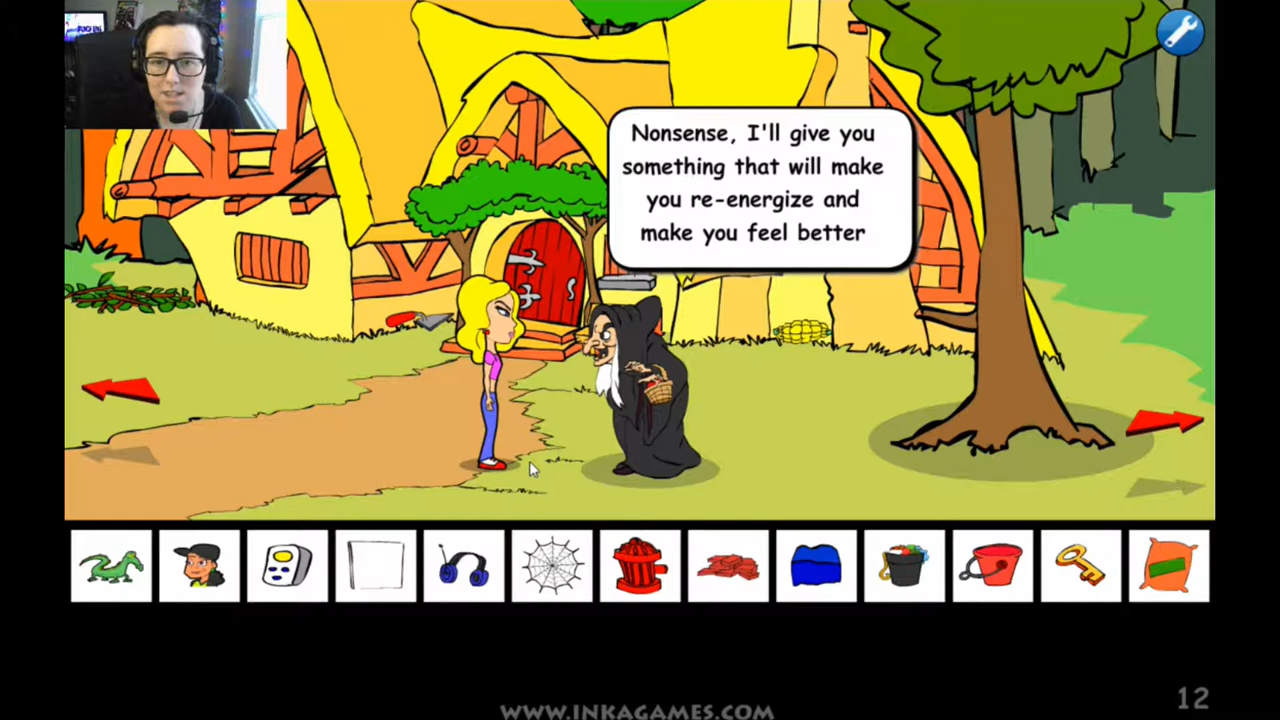 Nonsense, I'll give you
something that will make
you re-energize and
make you feel better
12
WWW.INKAGAMES.COM